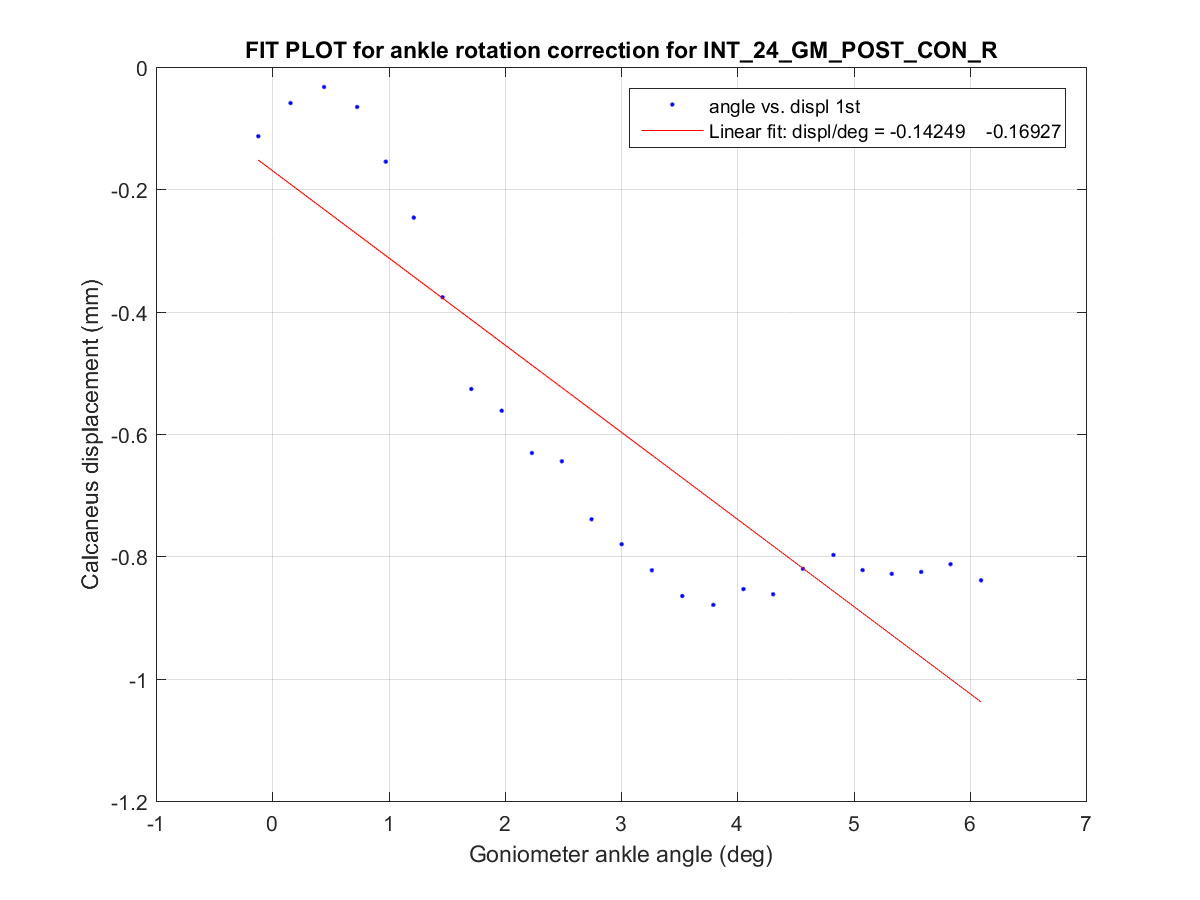 FIT PLOT for ankle rotation correction for INT_24_GM_POST_CON_R
angle vs. displ 1st
Linear fit: displ/deg = -0.14249    -0.16927
0
-0.2
-0.4
-0.6
-0.8
-1
-1.2
Calcaneus displacement (mm)
-1 0 1 2 3 4 5 6 7
Goniometer ankle angle (deg)